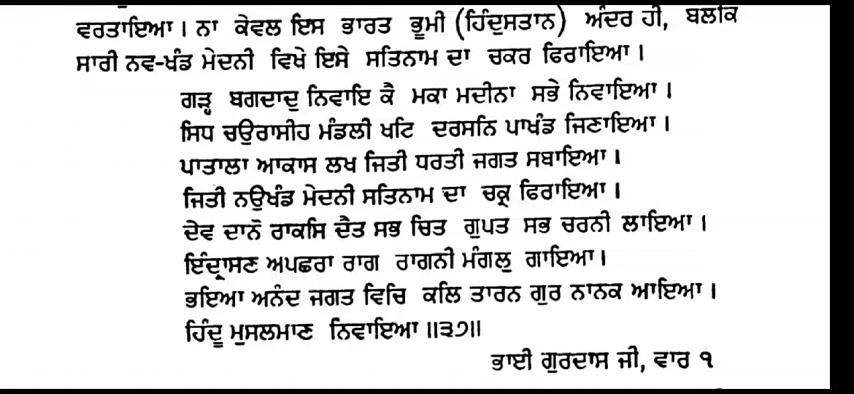 ਵਰਤਾਇਆ । ਨਾ ਕੇਵਲ ਇਸ ਭਾਰਤ ਭੂਮੀ (ਹਿੰਦੁਸਤਾਨ) ਅੰਦਰ ਹੀ, ਬਲਕਿ
ਸਾਰੀ ਨਵ-ਖੰਡ ਮੇਦਨੀ ਵਿਖੇ ਇਸੇ ਸਤਿਨਾਮ ਦਾ ਚਕਰ ਫਿਰਾਇਆ ।
ਗੜ੍ਹ ਬਗਦਾਦੁ ਨਿਵਾਇ ਕੈ ਮਕਾ ਮਦੀਨਾ ਸਭੇ ਨਿਵਾਇਆ ।
ਸਿਧ ਚਉਰਾਸੀਹ ਮੰਡਲੀ ਖਟਿ ਦਰਸਨਿ ਪਾਖੰਡ ਜਿਣਾਇਆ ।
ਪਾਤਾਲਾ ਆਕਾਸ ਲਖ ਜਿਤੀ ਧਰਤੀ ਜਗਤ ਸਬਾਇਆ ।
ਜਿਤੀ ਨਉਖੰਡ ਮੇਦਨੀ ਸਤਿਨਾਮ ਦਾ ਚਕ੍ਰ ਫਿਰਾਇਆ ।
ਦੇਵ ਦਾਨੋ ਰਾਕਸਿ ਦੈਤ ਸਭ ਚਿਤ ਗੁਪਤ ਸਭ ਚਰਨੀ ਲਾਇਆ ।
ਇੰਦ੍ਰਾਸਣ ਅਪਛਰਾ ਰਾਗ ਰਾਗਨੀ ਮੰਗਲੁ ਗਾਇਆ ।
ਭਇਆ ਅਨੰਦ ਜਗਤ ਵਿਚਿ ਕਲਿ ਤਾਰਨ ਗੁਰ ਨਾਨਕ ਆਇਆ ।
ਹਿੰਦੂ ਮੁਸਲਮਾਣ ਨਿਵਾਇਆ ॥੩੭॥
ਭਾਈ ਗੁਰਦਾਸ ਜੀ, ਵਾਰ ੧